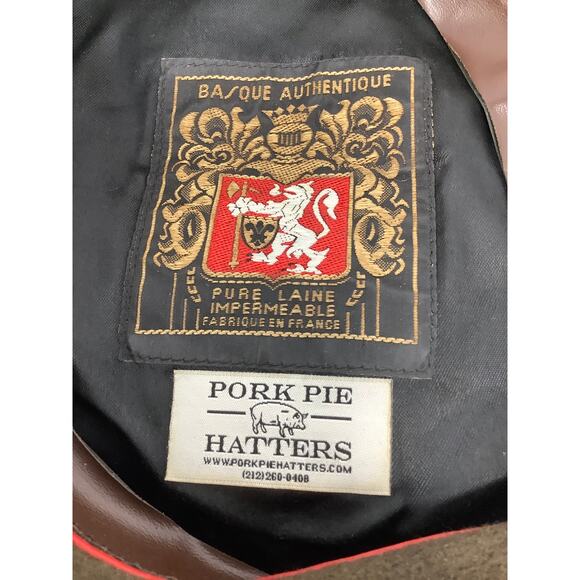 BASQUE AUTHENTIQUE
PURE LAINE
IMPERMEABLE
FABRIQUE EN FRANCE
PORK PIE
HATTERS
WWW.PORKPIEHATTERS.COM
(212)260-0408